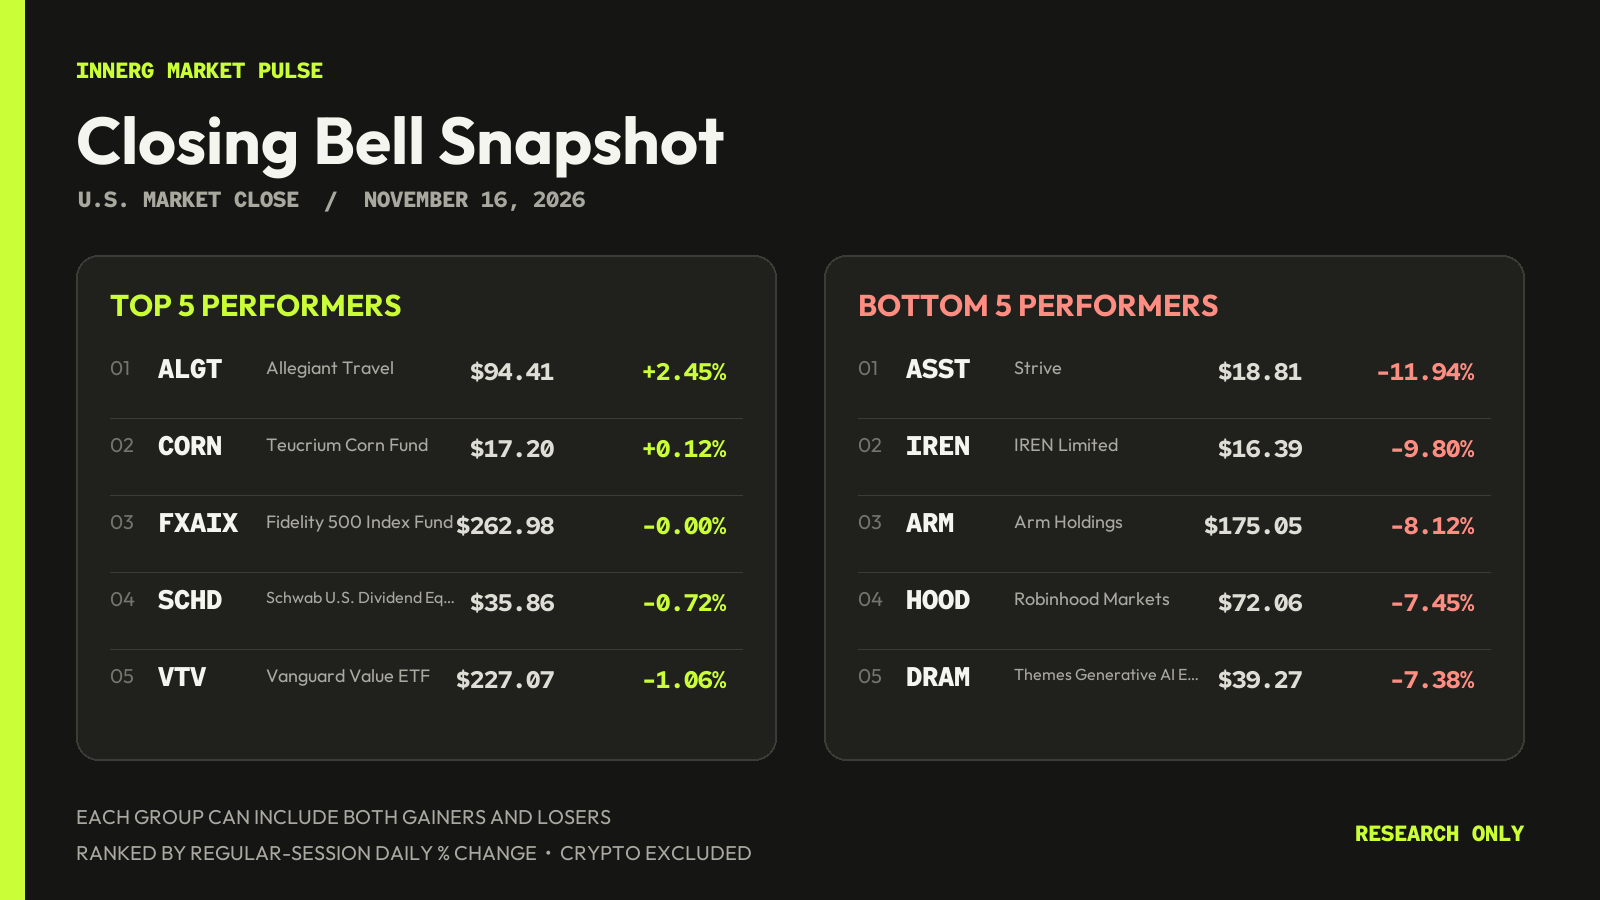 INNERG MARKET PULSE
Closing Bell Snapshot
U.S. MARKET CLOSE / NOVEMBER 16, 2026
TOP 5 PERFORMERS
01 ALGT Allegiant Travel $94.41 +2.45%
02 CORN Teucrium Corn Fund $17.20 +0.12%
03 FXAIX Fidelity 500 Index Fund $262.98 -0.00%
04 SCHD Schwab U.S. Dividend Eq... $35.86 -0.72%
05 VTV Vanguard Value ETF $227.07 -1.06%
BOTTOM 5 PERFORMERS
01 ASST Strive $18.81 -11.94%
02 IREN IREN Limited $16.39 -9.80%
03 ARM Arm Holdings $175.05 -8.12%
04 HOOD Robinhood Markets $72.06 -7.45%
05 DRAM Themes Generative AI E... $39.27 -7.38%
EACH GROUP CAN INCLUDE BOTH GAINERS AND LOSERS
RANKED BY REGULAR-SESSION DAILY % CHANGE • CRYPTO EXCLUDED
RESEARCH ONLY